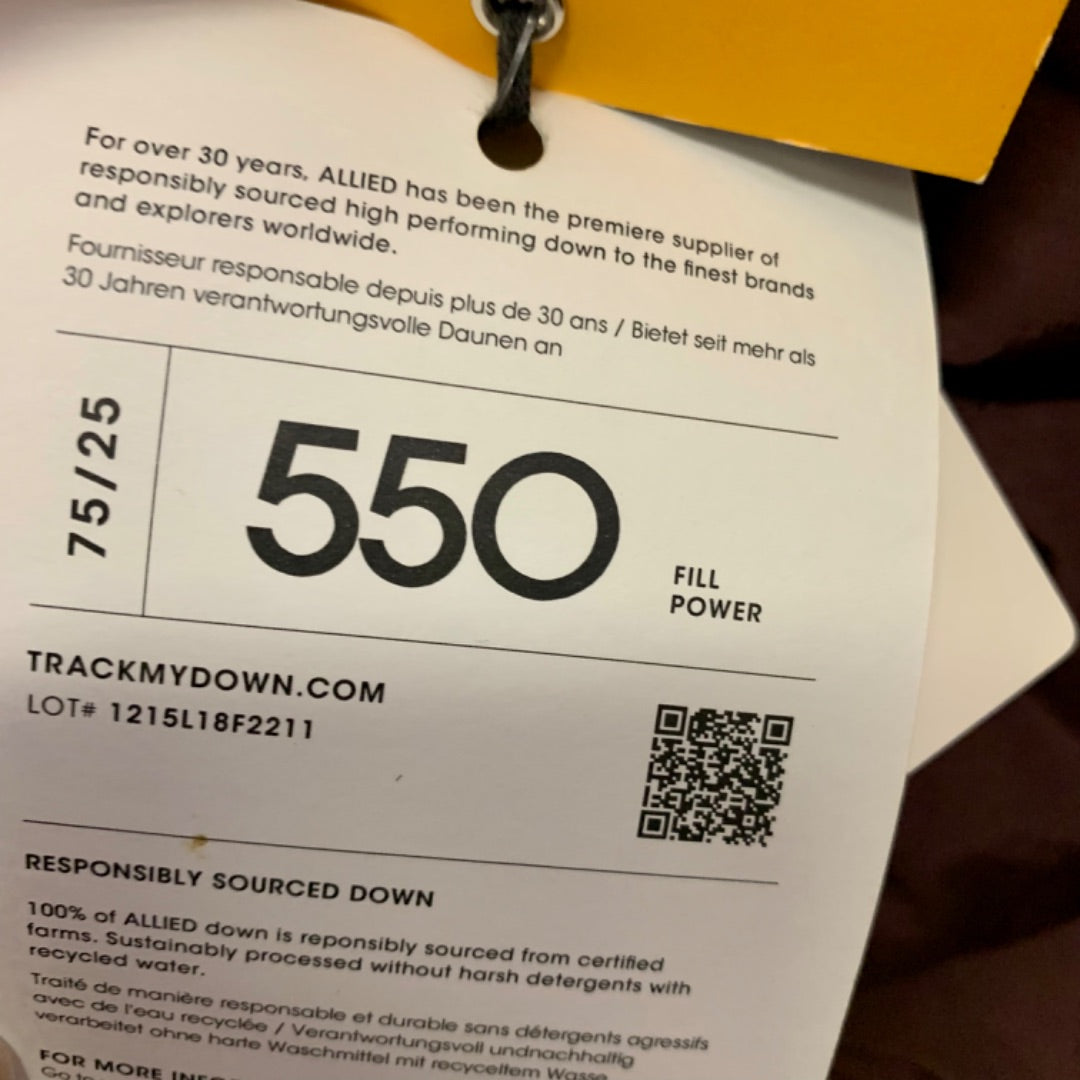 For over 30 years, ALLIED has been the premiere supplier of
responsibly sourced high performing down to the finest brands
and explorers worldwide.
Fournisseur responsable depuis plus de 30 ans / Bietet seit mehr als
30 Jahren verantwortungsvolle Daunen an
75/25
550
FILL
POWER
TRACKMYDOWN.COM
LOT# 1215L18F2211
RESPONSIBLY SOURCED DOWN
100% of ALLIED down is reponsibly sourced from certified
farms. Sustainably processed without harsh detergents with
recycled water.
Traité de manière responsable et durable sans détergents agressifs
avec de l'eau recyclée / Verantwortungsvoll undnachhaltig
verarbeitet ohne harte Waschmittel mit recyceltem Wasse
FOR MORE
Go to